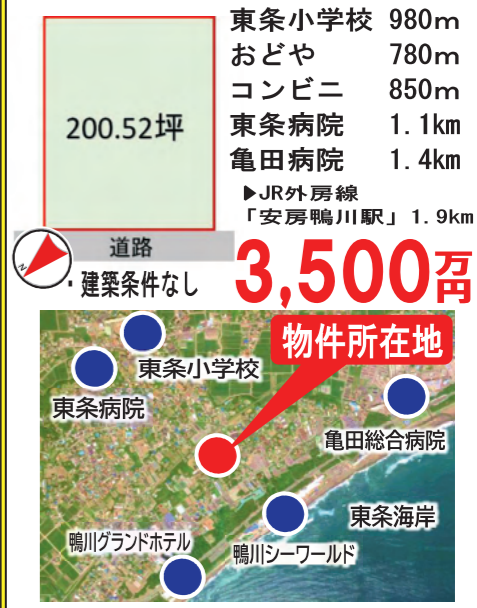 東条小学校 980m
おどや 780m
コンビニ 850m
東条病院 1.1km
亀田病院 1.4km
▶JR外房線
「安房鴨川駅」1.9km
200.52坪
道路
N
・建築条件なし
3,500万円
物件所在地
東条小学校
東条病院
亀田総合病院
東条海岸
鴨川グランドホテル
鴨川シーワールド